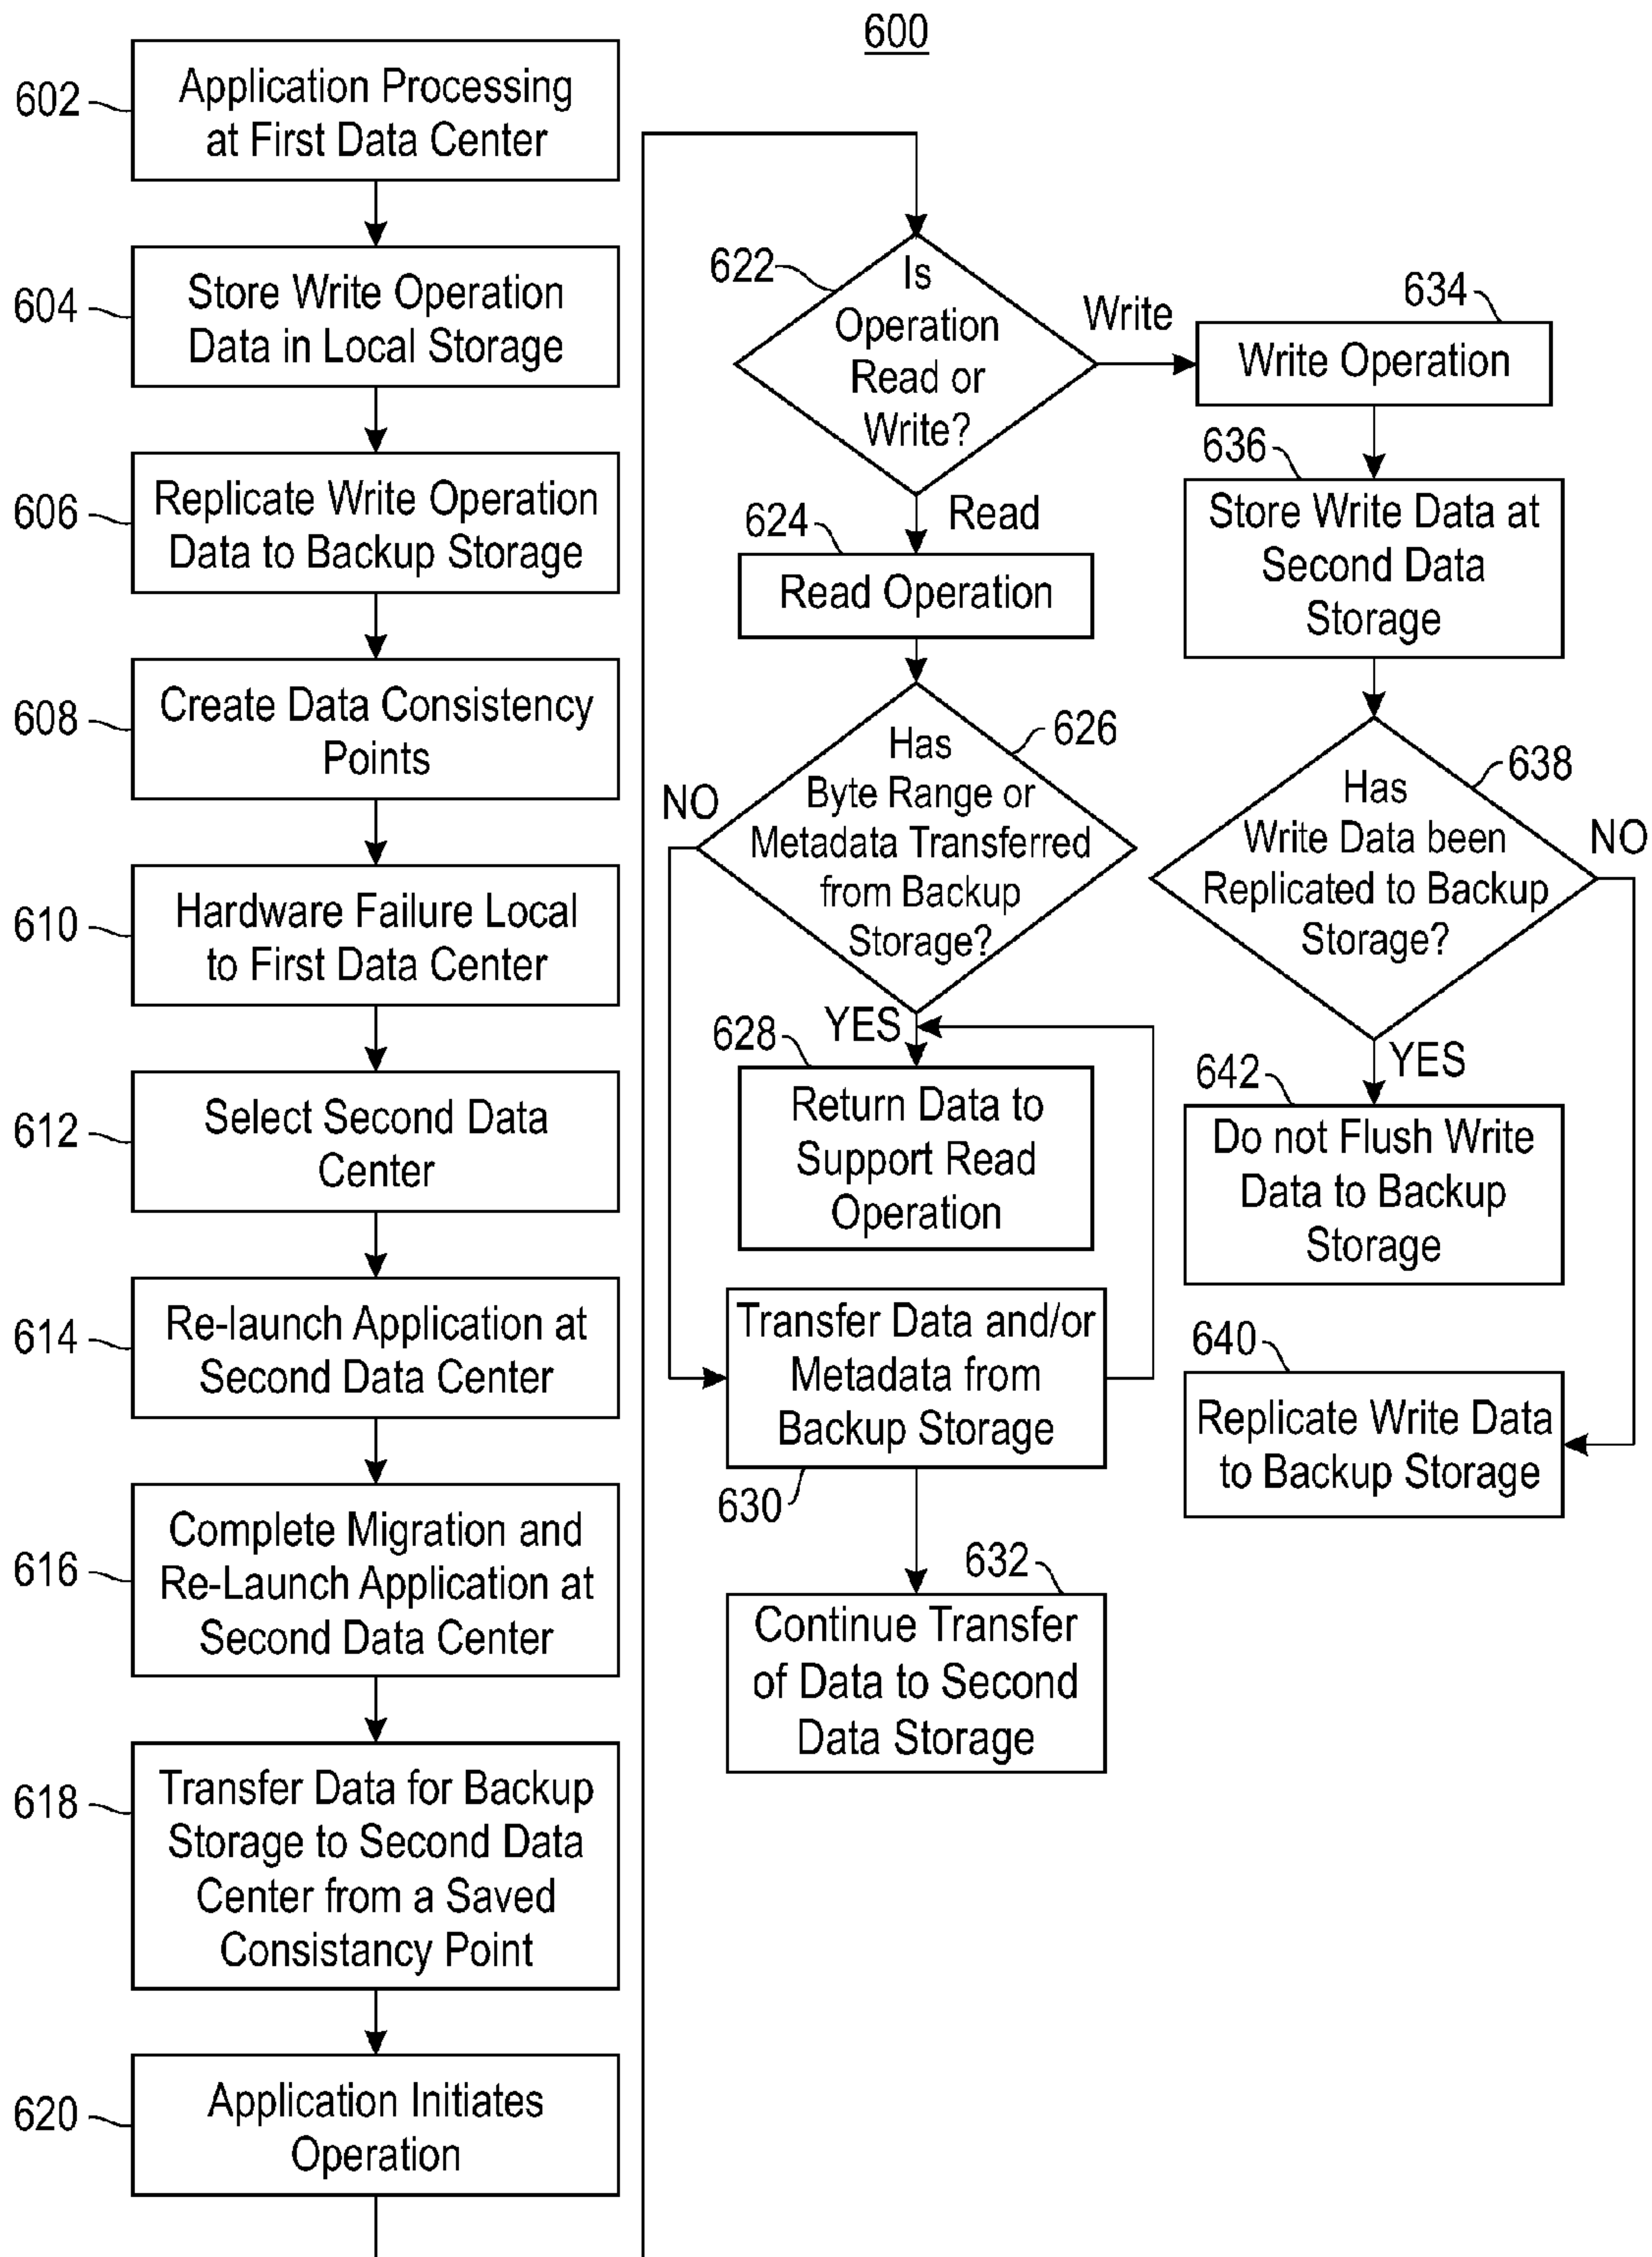 600
602
Application Processing
at First Data Center
604
Store Write Operation
Data in Local Storage
606
Replicate Write Operation
Data to Backup Storage
608
Create Data Consistency
Points
610
Hardware Failure Local
to First Data Center
612
Select Second Data
Center
614
Re-launch Application at
Second Data Center
616
Complete Migration and
Re-Launch Application at
Second Data Center
618
Transfer Data for Backup
Storage to Second Data
Center from a Saved
Consistancy Point
620
Application Initiates
Operation
622
Is
Operation
Read or
Write?
Write
Read
624
Read Operation
626
Has
Byte Range or
Metadata Transferred
from Backup
Storage?
NO
YES
628
Return Data to
Support Read
Operation
Transfer Data and/or
Metadata from
Backup Storage
630
632
Continue Transfer
of Data to Second
Data Storage
634
Write Operation
636
Store Write Data at
Second Data
Storage
638
Has
Write Data been
Replicated to Backup
Storage?
NO
YES
642
Do not Flush Write
Data to Backup
Storage
640
Replicate Write Data
to Backup Storage